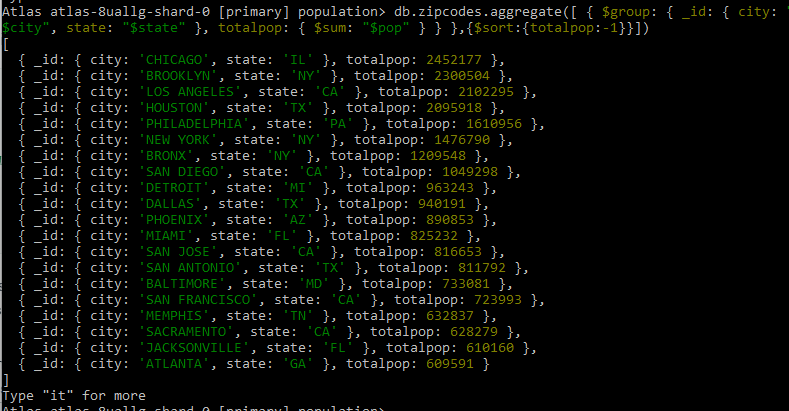 Atlas atlas-8uallg-shard-0 [primary] population> db.zipcodes.aggregate([ { $group: { _id: { city: "
$city", state: "$state" }, totalpop: { $sum: "$pop" } } },{$sort:{totalpop:-1}}])
[
  { _id: { city: 'CHICAGO', state: 'IL' }, totalpop: 2452177 },
  { _id: { city: 'BROOKLYN', state: 'NY' }, totalpop: 2300504 },
  { _id: { city: 'LOS ANGELES', state: 'CA' }, totalpop: 2102295 },
  { _id: { city: 'HOUSTON', state: 'TX' }, totalpop: 2095918 },
  { _id: { city: 'PHILADELPHIA', state: 'PA' }, totalpop: 1610956 },
  { _id: { city: 'NEW YORK', state: 'NY' }, totalpop: 1476790 },
  { _id: { city: 'BRONX', state: 'NY' }, totalpop: 1209548 },
  { _id: { city: 'SAN DIEGO', state: 'CA' }, totalpop: 1049298 },
  { _id: { city: 'DETROIT', state: 'MI' }, totalpop: 963243 },
  { _id: { city: 'DALLAS', state: 'TX' }, totalpop: 940191 },
  { _id: { city: 'PHOENIX', state: 'AZ' }, totalpop: 890853 },
  { _id: { city: 'MIAMI', state: 'FL' }, totalpop: 825232 },
  { _id: { city: 'SAN JOSE', state: 'CA' }, totalpop: 816653 },
  { _id: { city: 'SAN ANTONIO', state: 'TX' }, totalpop: 811792 },
  { _id: { city: 'BALTIMORE', state: 'MD' }, totalpop: 733081 },
  { _id: { city: 'SAN FRANCISCO', state: 'CA' }, totalpop: 723993 },
  { _id: { city: 'MEMPHIS', state: 'TN' }, totalpop: 632837 },
  { _id: { city: 'SACRAMENTO', state: 'CA' }, totalpop: 628279 },
  { _id: { city: 'JACKSONVILLE', state: 'FL' }, totalpop: 610160 },
  { _id: { city: 'ATLANTA', state: 'GA' }, totalpop: 609591 }
]
Type "it" for more
Atlas atlas-8uallg-shard-0 [primary] population>